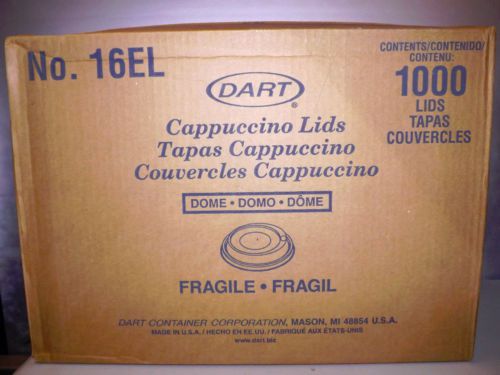 No. 16EL
DART®
CONTENTS/CONTENIDO/
CONTENU:
1000
LIDS
TAPAS
COUVERCLES
Cappuccino Lids
Tapas Cappuccino
Couvercles Cappuccino
DOME • DOMO • DÔME
FRAGILE • FRAGIL
DART CONTAINER CORPORATION, MASON, MI 48854 U.S.A.
MADE IN U.S.A. / HECHO EN EE.UU. / FABRIQUÉ AUX ÉTATS-UNIS
www.dart.biz